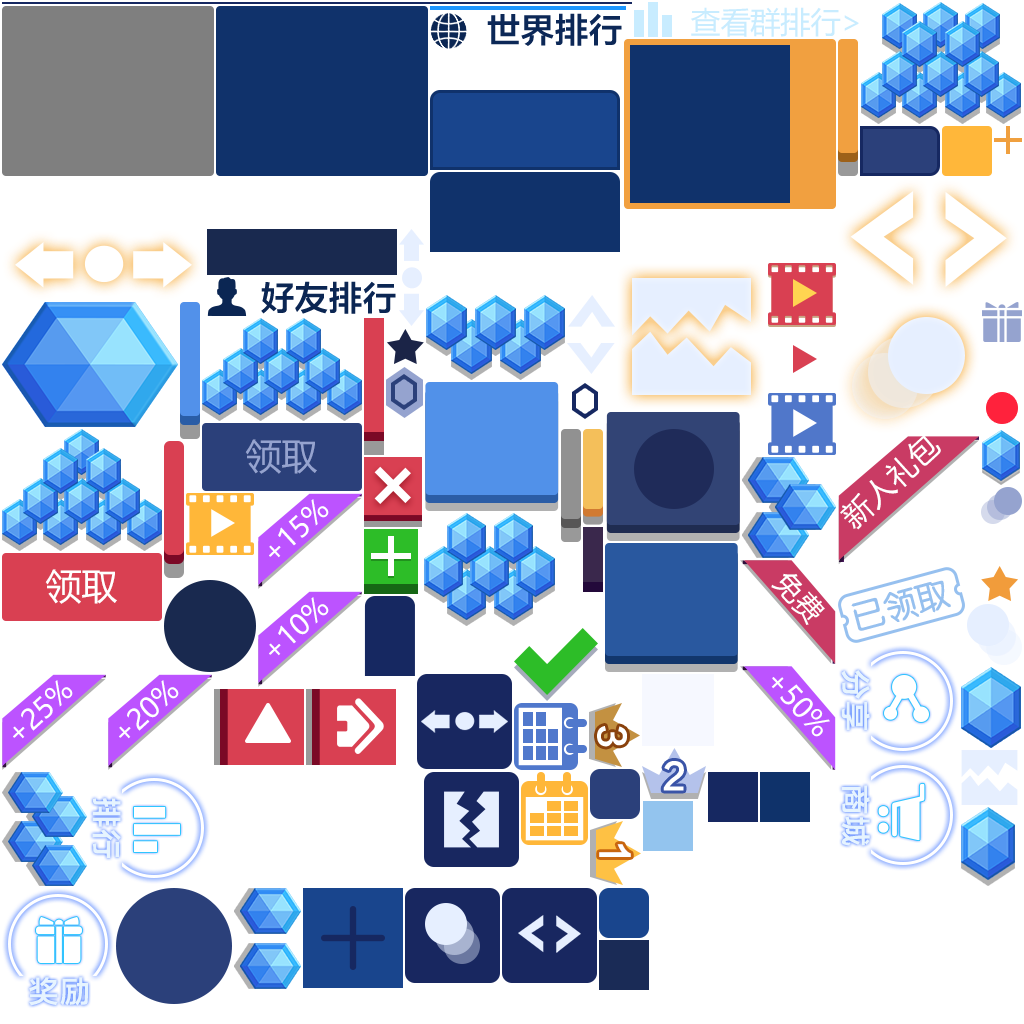 世界排行
查看群排行>
好友排行
领取
+15%
新人礼包
领取
+10%
免费
已领取
+25%
+20%
+50%
分享
3
2
排行
商城
1
奖励